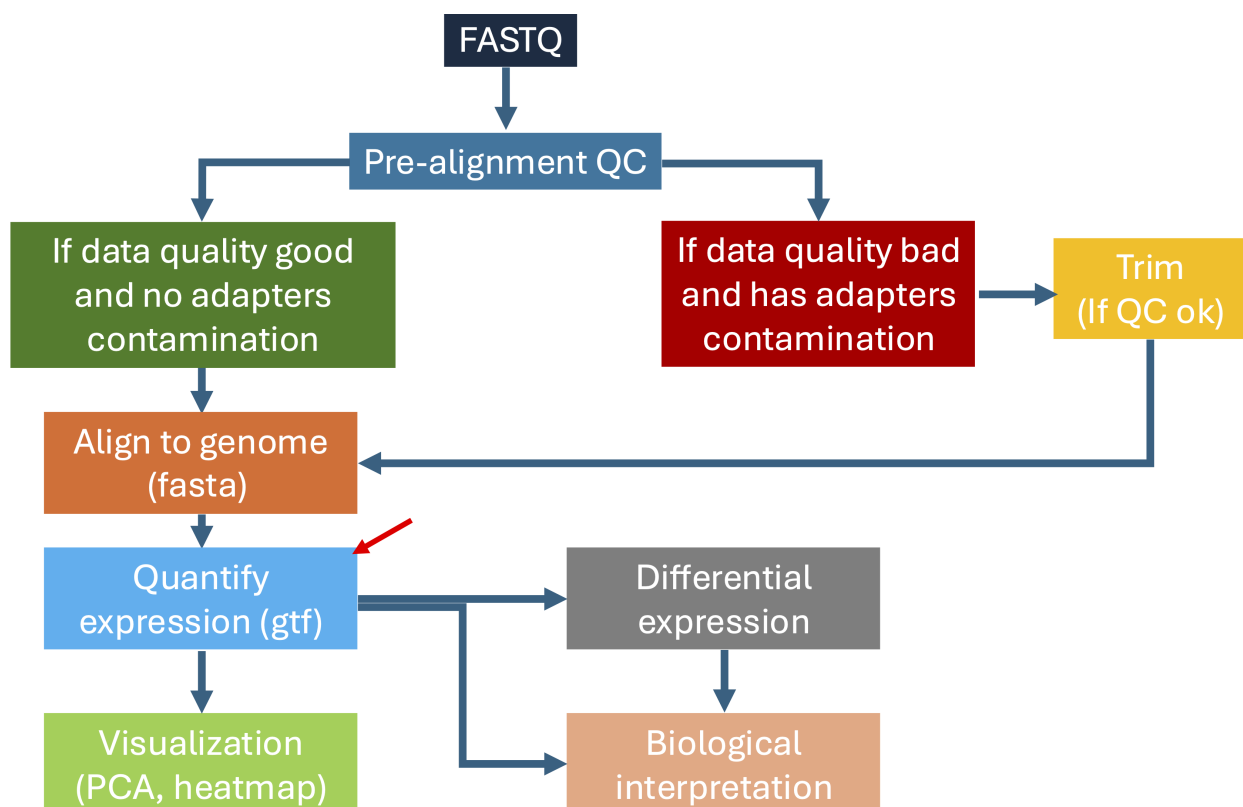 FASTQ
Pre-alignment QC
If data quality good
and no adapters
contamination
If data quality bad
and has adapters
contamination
Trim
(If QC ok)
Align to genome
(fasta)
Quantify
expression (gtf)
Differential
expression
Visualization
(PCA, heatmap)
Biological
interpretation